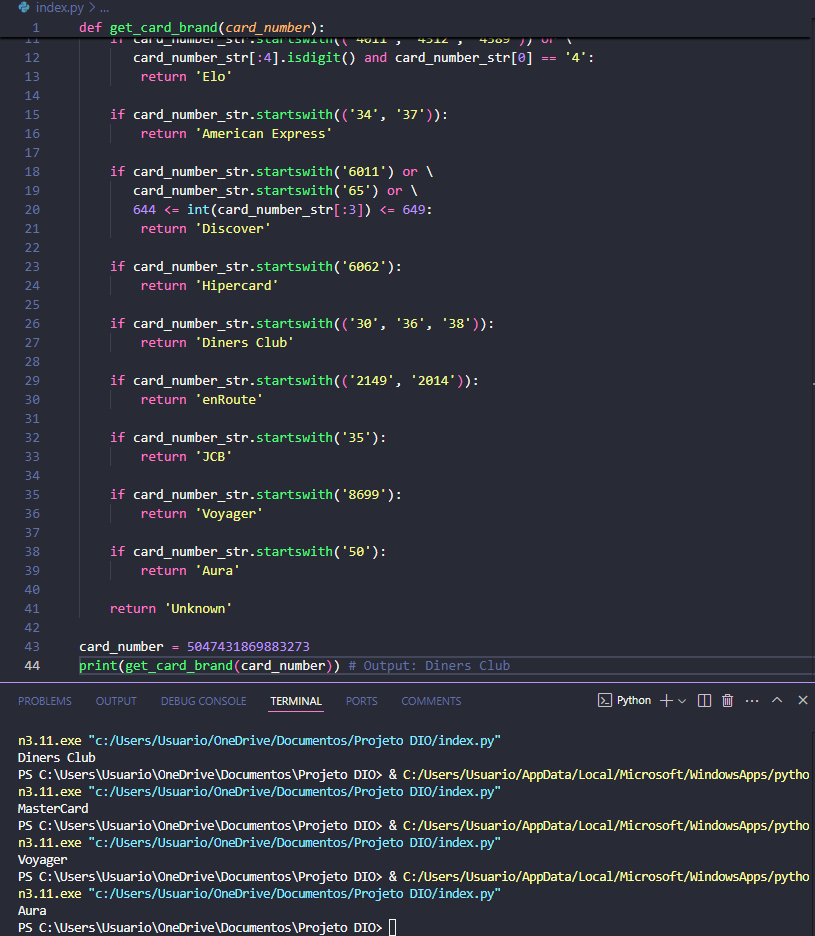 index.py > ...
1 def get_card_brand(card_number):
11 if card_number_str.startswith(('4011', '4312', '4389')) or \
12 card_number_str[:4].isdigit() and card_number_str[0] == '4':
13 return 'Elo'
14
15 if card_number_str.startswith(('34', '37')):
16 return 'American Express'
17
18 if card_number_str.startswith('6011') or \
19 card_number_str.startswith('65') or \
20 644 <= int(card_number_str[:3]) <= 649:
21 return 'Discover'
22
23 if card_number_str.startswith('6062'):
24 return 'Hipercard'
25
26 if card_number_str.startswith(('30', '36', '38')):
27 return 'Diners Club'
28
29 if card_number_str.startswith(('2149', '2014')):
30 return 'enRoute'
31
32 if card_number_str.startswith('35'):
33 return 'JCB'
34
35 if card_number_str.startswith('8699'):
36 return 'Voyager'
37
38 if card_number_str.startswith('50'):
39 return 'Aura'
40
41 return 'Unknown'
42
43 card_number = 5047431869883273
44 print(get_card_brand(card_number)) # Output: Diners Club
PROBLEMS OUTPUT DEBUG CONSOLE TERMINAL PORTS COMMENTS Python
n3.11.exe "c:/Users/Usuario/OneDrive/Documentos/Projeto DIO/index.py"
Diners Club
PS C:\Users\Usuario\OneDrive\Documentos\Projeto DIO> & C:/Users/Usuario/AppData/Local/Microsoft/WindowsApps/pytho
n3.11.exe "c:/Users/Usuario/OneDrive/Documentos/Projeto DIO/index.py"
MasterCard
PS C:\Users\Usuario\OneDrive\Documentos\Projeto DIO> & C:/Users/Usuario/AppData/Local/Microsoft/WindowsApps/pytho
n3.11.exe "c:/Users/Usuario/OneDrive/Documentos/Projeto DIO/index.py"
Voyager
PS C:\Users\Usuario\OneDrive\Documentos\Projeto DIO> & C:/Users/Usuario/AppData/Local/Microsoft/WindowsApps/pytho
n3.11.exe "c:/Users/Usuario/OneDrive/Documentos/Projeto DIO/index.py"
Aura
PS C:\Users\Usuario\OneDrive\Documentos\Projeto DIO>